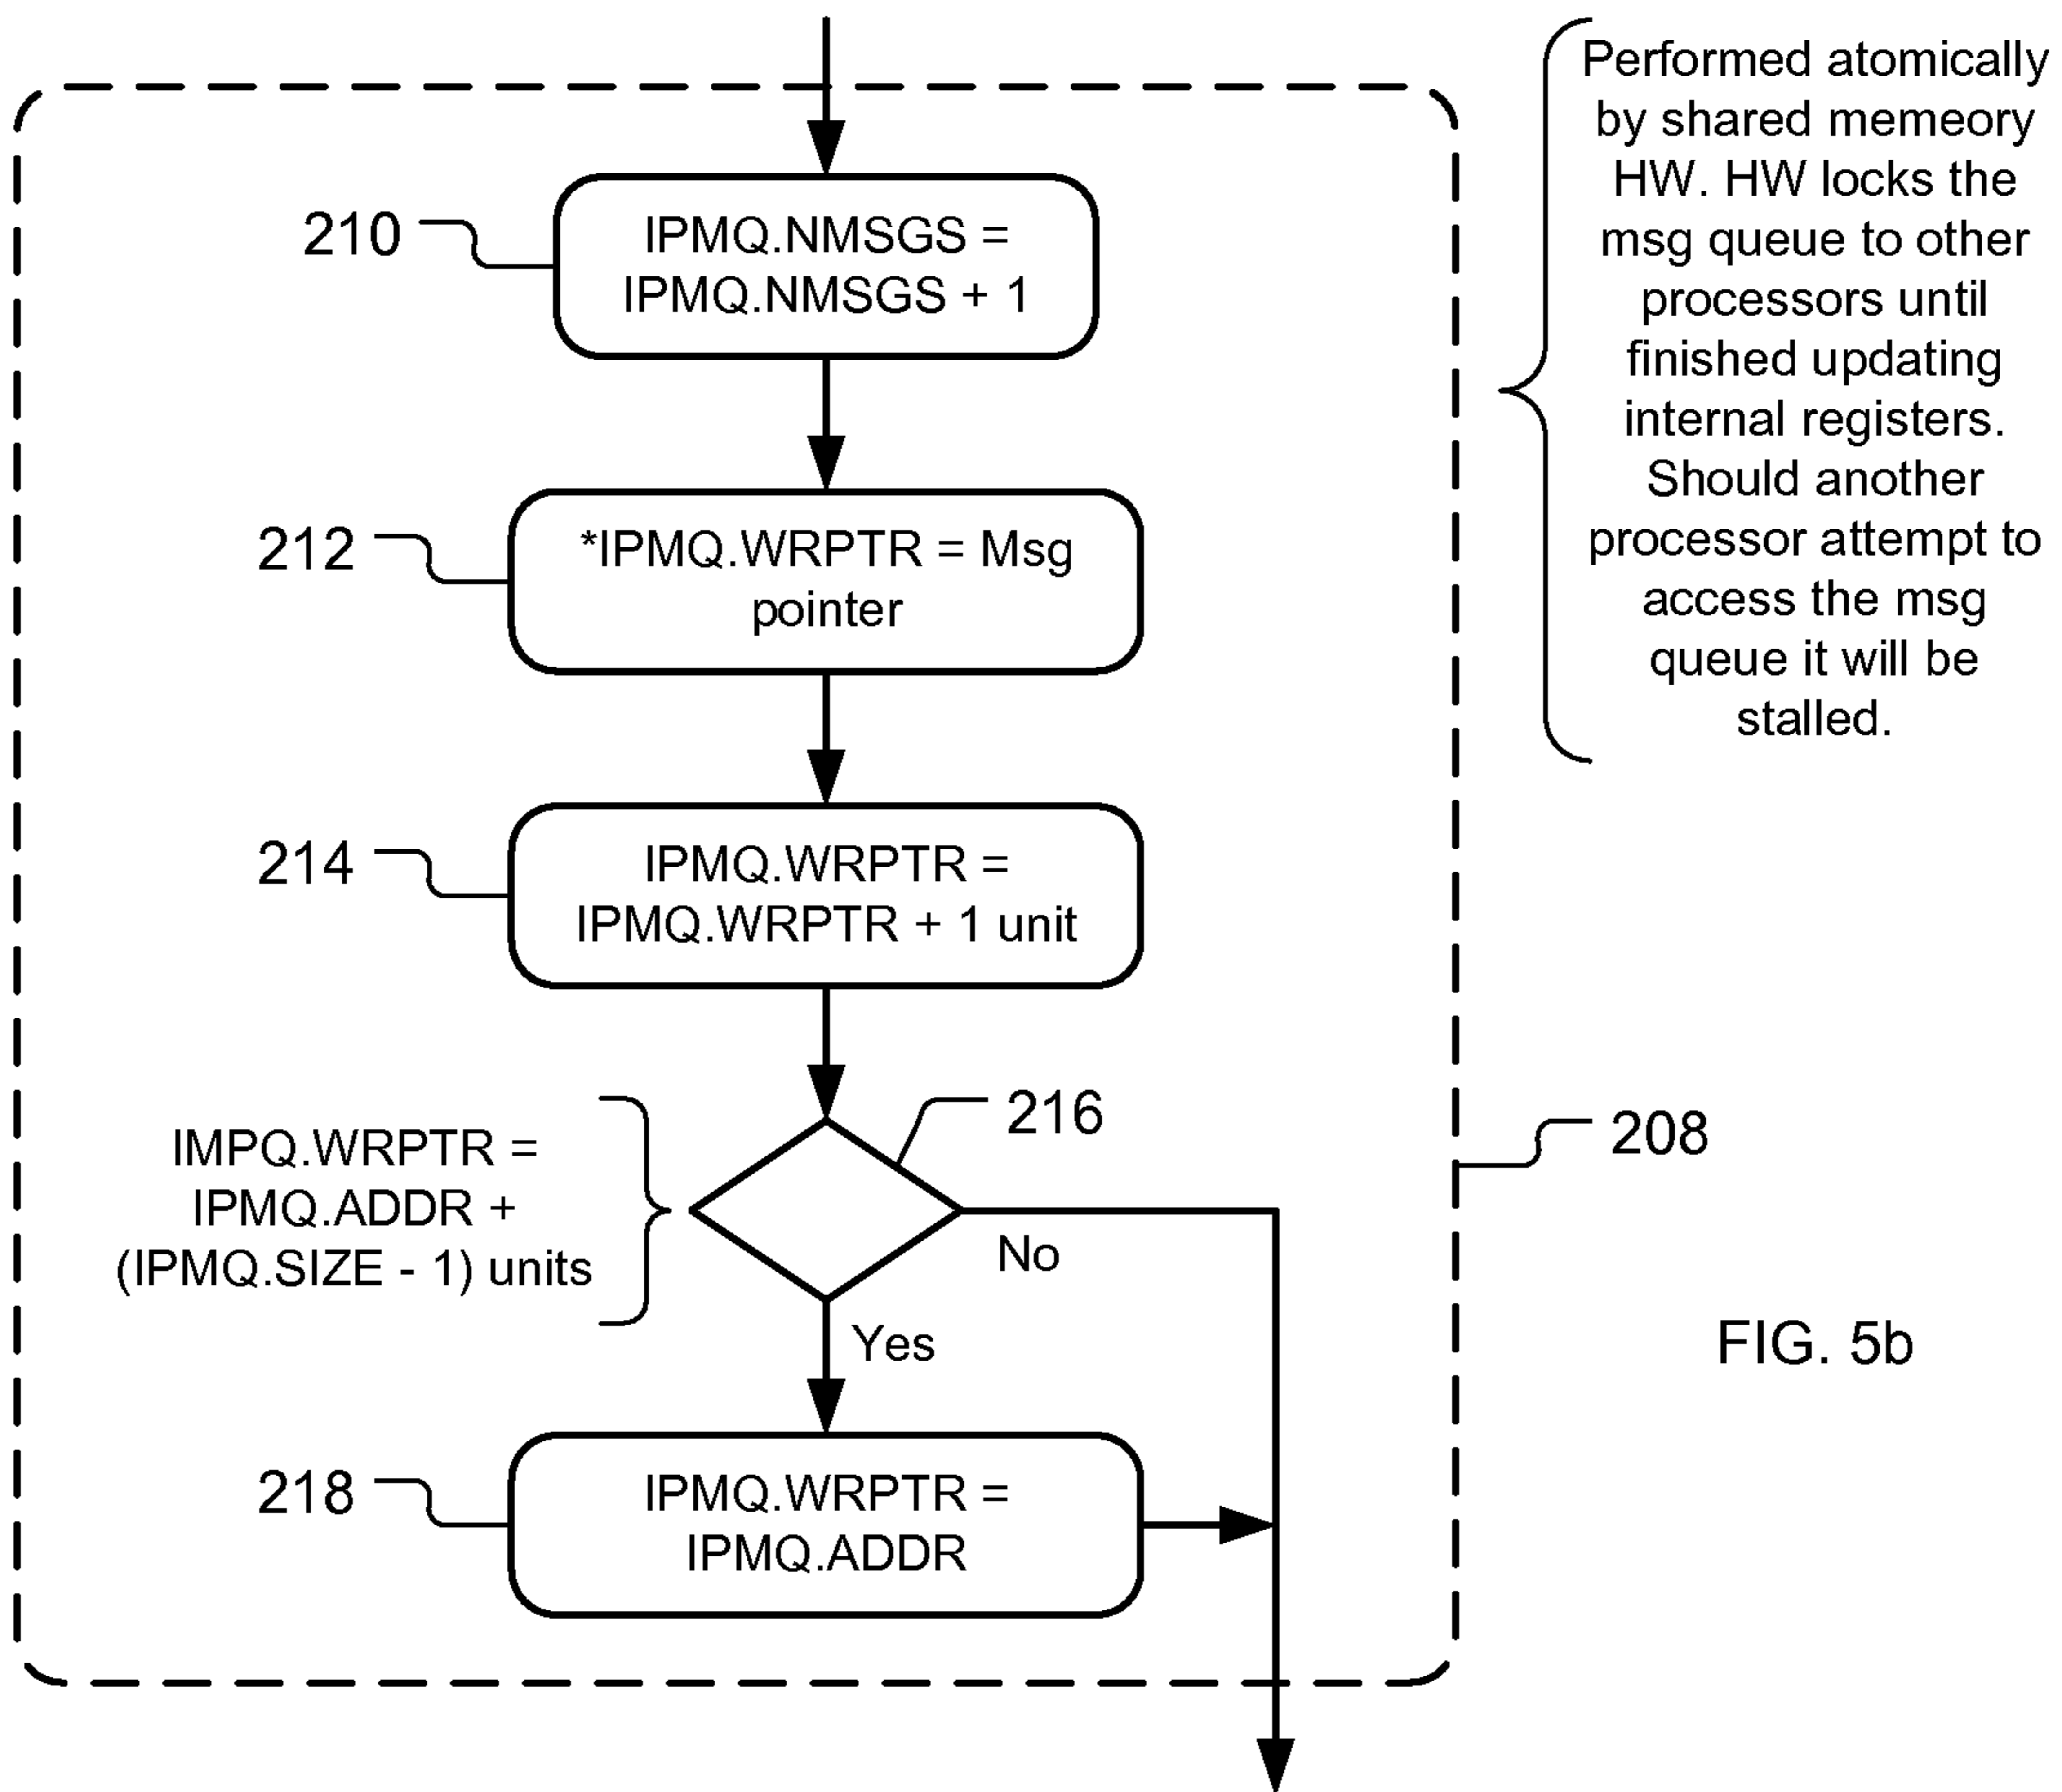 Performed atomically
by shared memeory
HW. HW locks the
msg queue to other
processors until
finished updating
internal registers.
Should another
processor attempt to
access the msg
queue it will be
stalled.
210
IPMQ.NMSGS =
IPMQ.NMSGS + 1
212
*IPMQ.WRPTR = Msg
pointer
214
IPMQ.WRPTR =
IPMQ.WRPTR + 1 unit
216
IMPQ.WRPTR =
IPMQ.ADDR +
(IPMQ.SIZE - 1) units
No
Yes
208
218
IPMQ.WRPTR =
IPMQ.ADDR
FIG. 5b